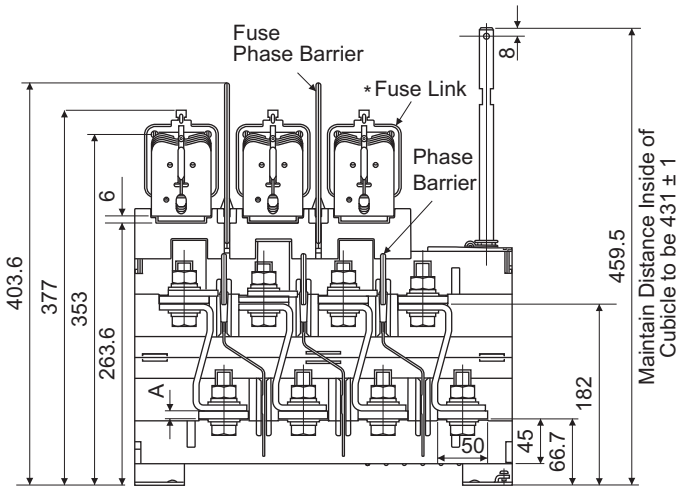 Fuse
Phase Barrier
*Fuse Link
Phase
Barrier
8
6
403.6
377
353
263.6
A
459.5
Maintain Distance Inside of
Cubicle to be 431 ± 1
182
50
45
66.7